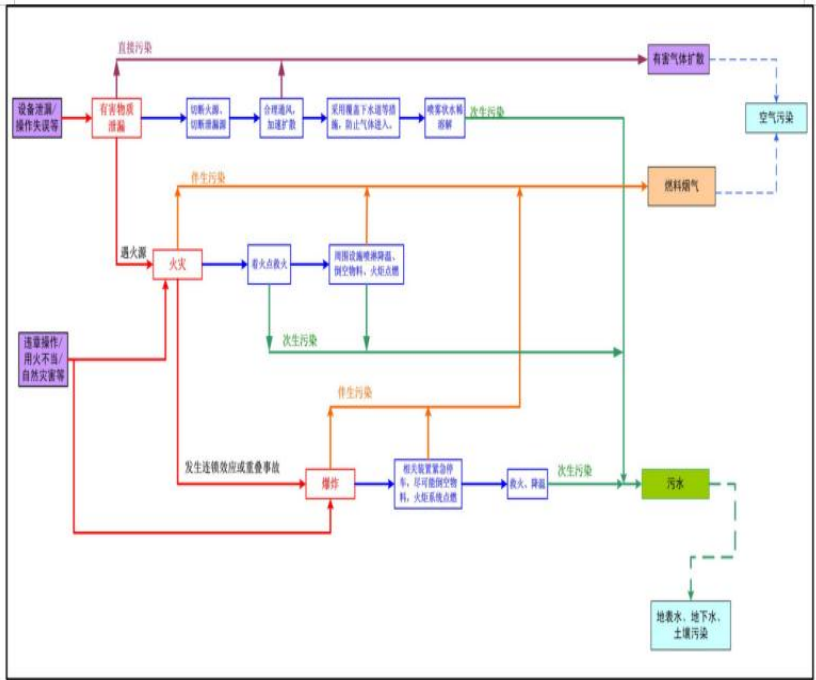 直接污染
有害气体扩散
设备泄漏/
操作失误等
有害物质
泄漏
切断火源、
切断泄漏源
合理通风,
加速扩散
采用覆盖下水道等措
施,防止气体进入。
喷雾状水稀
溶解
次生污染
空气污染
伴生污染
燃料烟气
遇火源
火灾
着火点救火
周围设施喷淋降温、
倒空物料、火炬点燃
违章操作/
用火不当/
自然灾害等
次生污染
伴生污染
发生连锁效应或重叠事故
爆炸
相关装置紧急停
车,尽可能倒空物
料,火炬系统点燃
救火、降温
次生污染
污水
地表水、地下水、
土壤污染